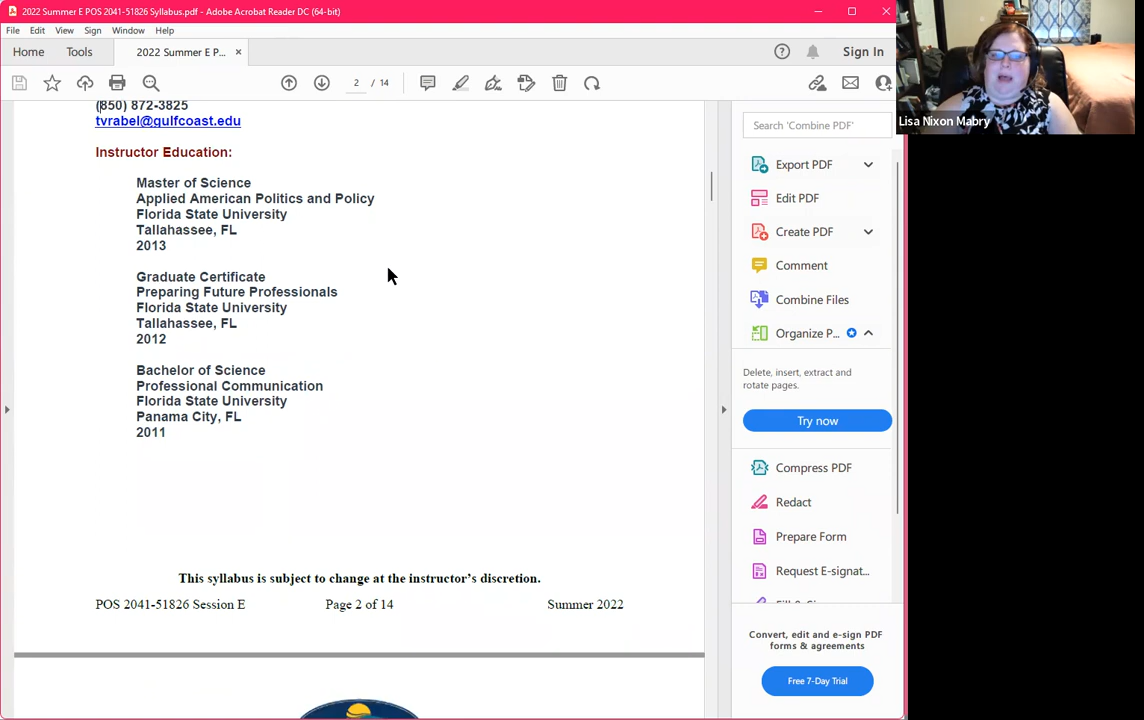 2022 Summer E POS 2041-51826 Syllabus.pdf - Adobe Acrobat Reader DC (64-bit)
File Edit View Sign Window Help
Home Tools 2022 Summer E P... × Sign In
2 / 14
(850) 872-3825
tvrabel@gulfcoast.edu
Instructor Education:
Master of Science
Applied American Politics and Policy
Florida State University
Tallahassee, FL
2013
Graduate Certificate
Preparing Future Professionals
Florida State University
Tallahassee, FL
2012
Bachelor of Science
Professional Communication
Florida State University
Panama City, FL
2011
This syllabus is subject to change at the instructor’s discretion.
POS 2041-51826 Session E Page 2 of 14 Summer 2022
Search 'Combine PDF'
Export PDF
Edit PDF
Create PDF
Comment
Combine Files
Organize P...
Delete, insert, extract and
rotate pages.
Try now
Compress PDF
Redact
Prepare Form
Request E-signat...
Convert, edit and e-sign PDF
forms & agreements
Free 7-Day Trial
Lisa Nixon Mabry